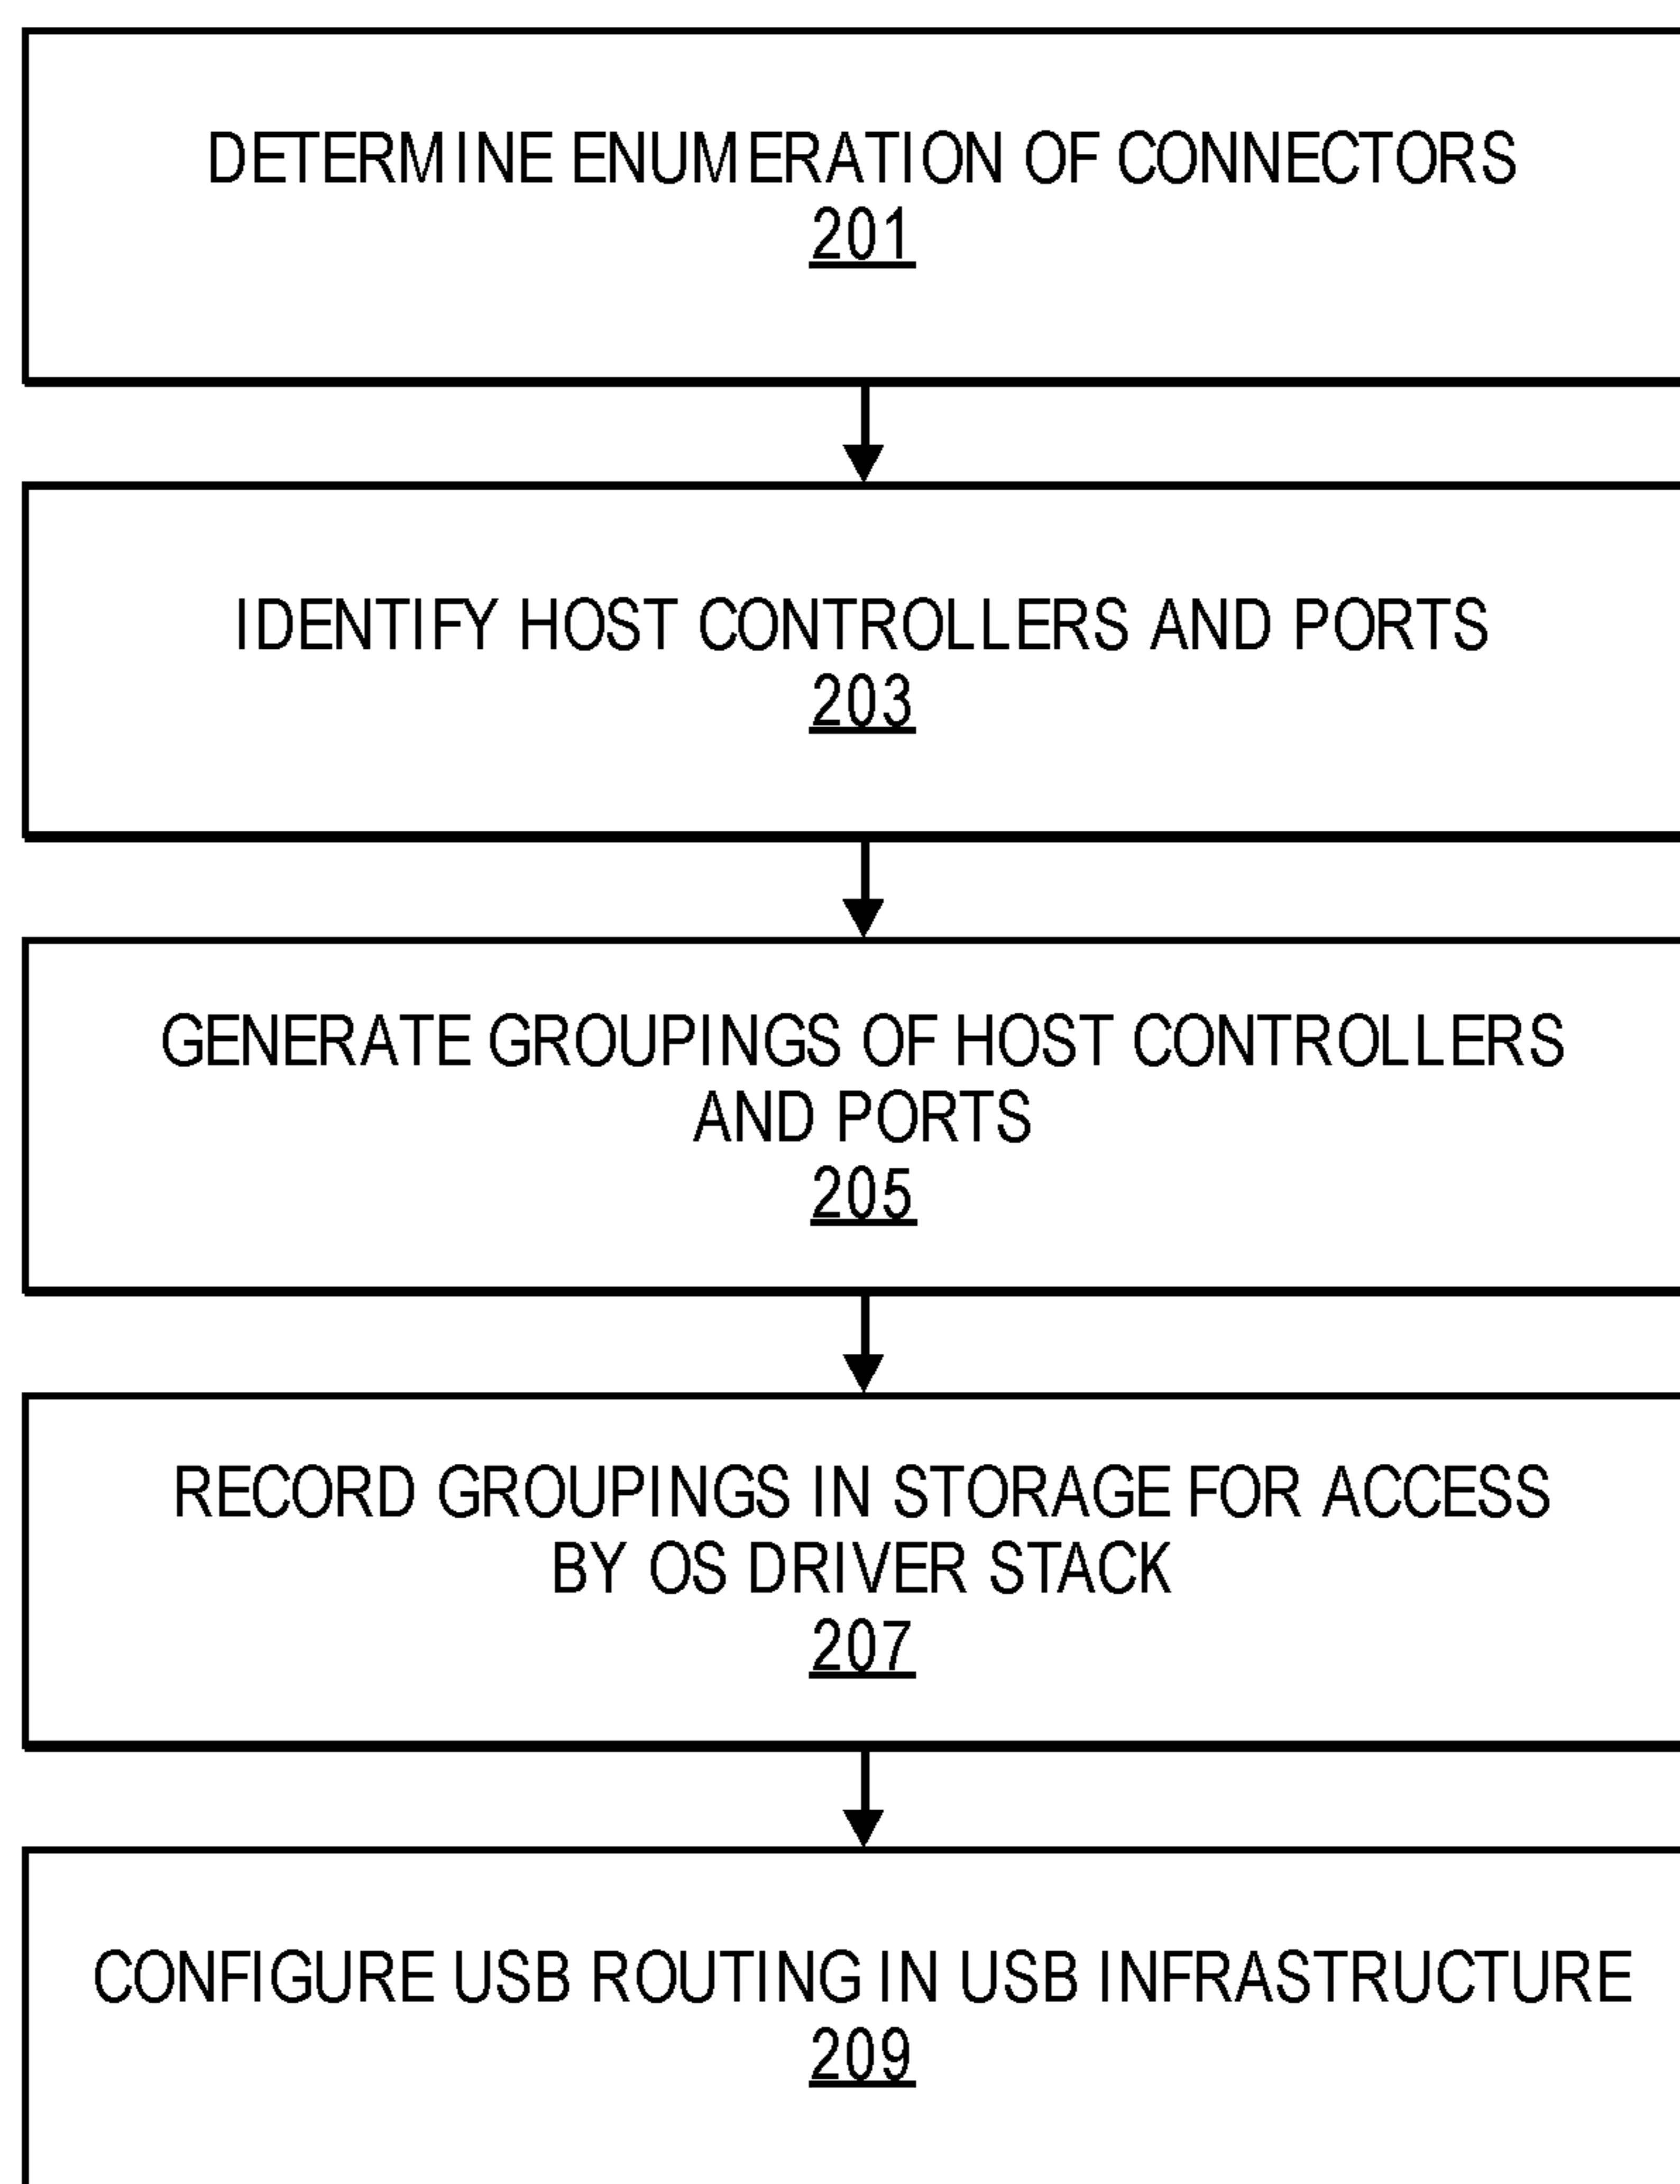 DETERMINE ENUMERATION OF CONNECTORS
201
IDENTIFY HOST CONTROLLERS AND PORTS
203
GENERATE GROUPINGS OF HOST CONTROLLERS
AND PORTS
205
RECORD GROUPINGS IN STORAGE FOR ACCESS
BY OS DRIVER STACK
207
CONFIGURE USB ROUTING IN USB INFRASTRUCTURE
209